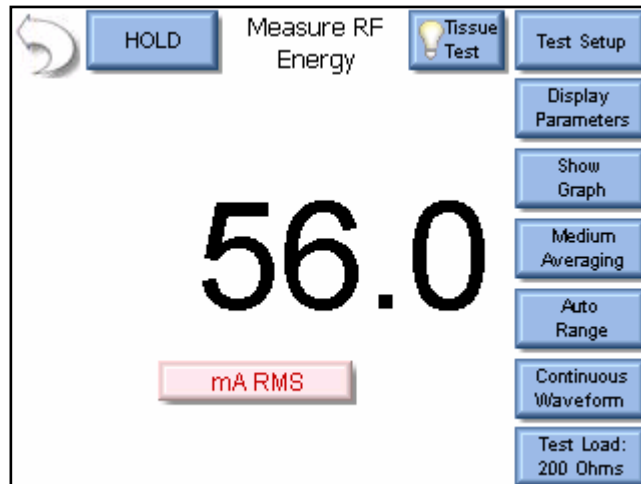 HOLD
Measure RF
Energy
Tissue
Test
Test Setup
Display
Parameters
Show
Graph
56.0
Medium
Averaging
Auto
Range
mA RMS
Continuous
Waveform
Test Load:
200 Ohms